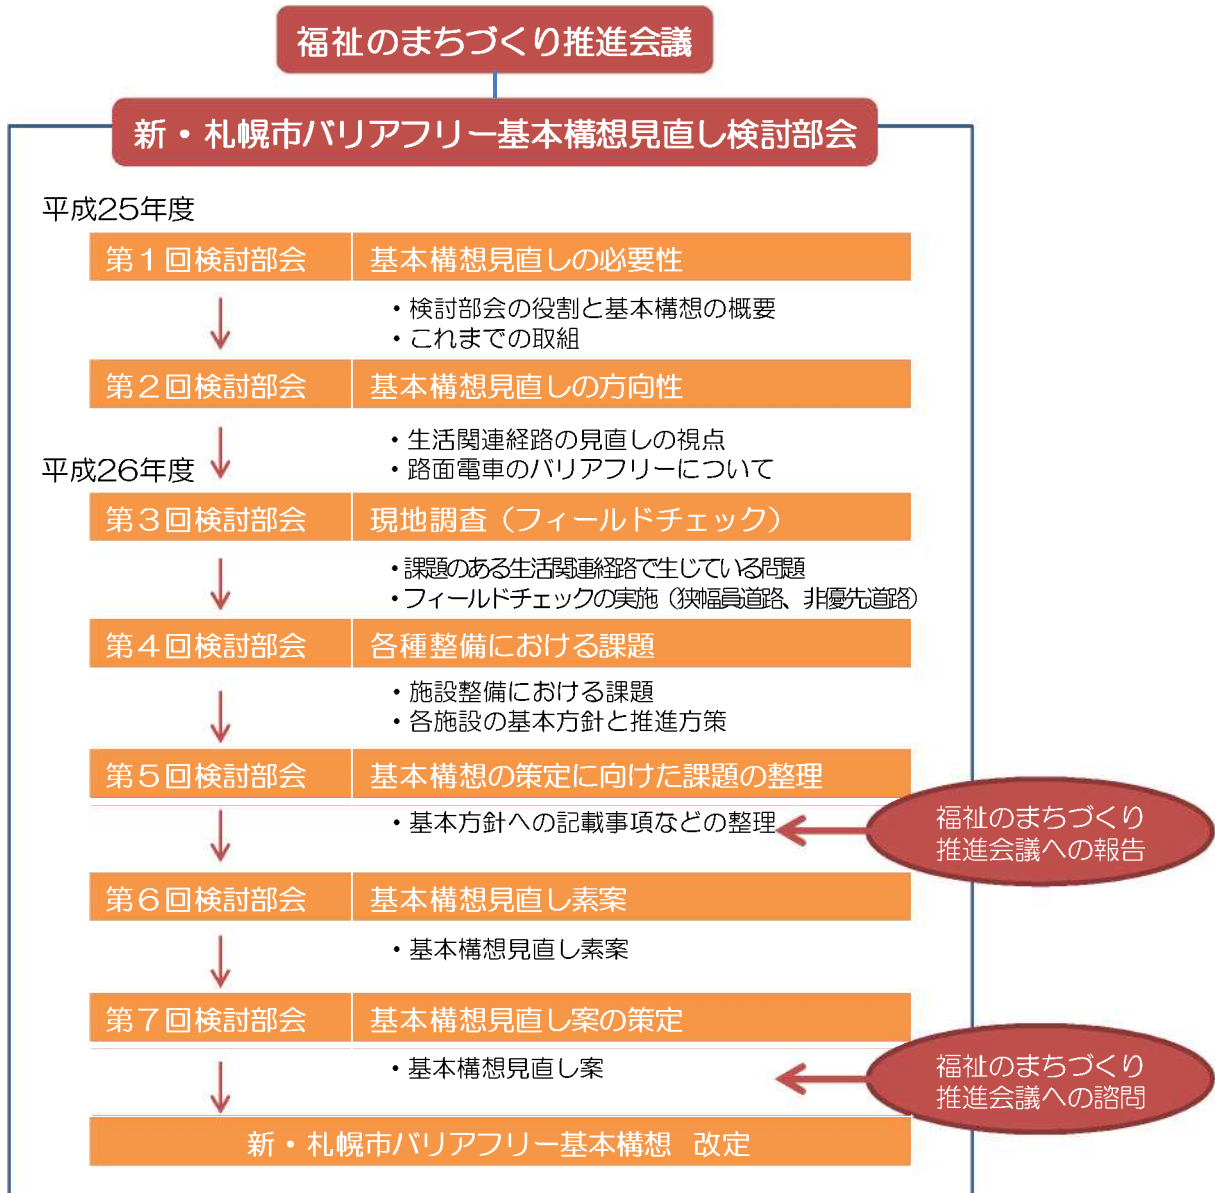 福祉のまちづくり推進会議
新・札幌市バリアフリー基本構想見直し検討部会
平成25年度
第1回検討部会 基本構想見直しの必要性
・検討部会の役割と基本構想の概要
・これまでの取組
第2回検討部会 基本構想見直しの方向性
・生活関連経路の見直しの視点
・路面電車のバリアフリーについて
平成26年度
第3回検討部会 現地調査（フィールドチェック）
・課題のある生活関連経路で生じている問題
・フィールドチェックの実施（狭幅員道路、非優先道路）
第4回検討部会 各種整備における課題
・施設整備における課題
・各施設の基本方針と推進方策
第5回検討部会 基本構想の策定に向けた課題の整理
・基本方針への記載事項などの整理
福祉のまちづくり
推進会議への報告
第6回検討部会 基本構想見直し素案
・基本構想見直し素案
第7回検討部会 基本構想見直し案の策定
・基本構想見直し案
福祉のまちづくり
推進会議への諮問
新・札幌市バリアフリー基本構想 改定